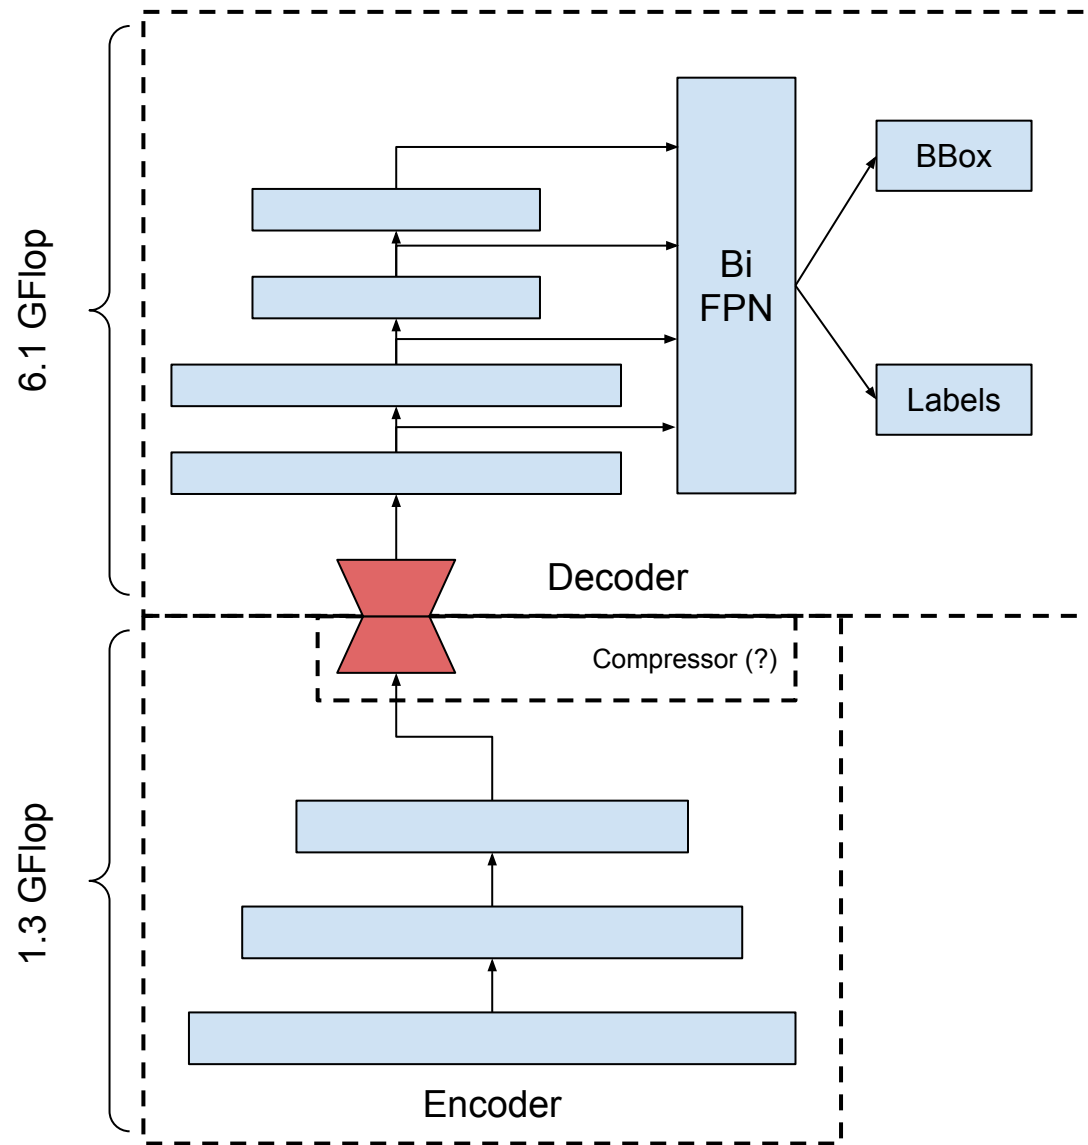 6.1 GFlop
BBox
Bi
FPN
Labels
Decoder
Compressor (?)
1.3 GFlop
Encoder